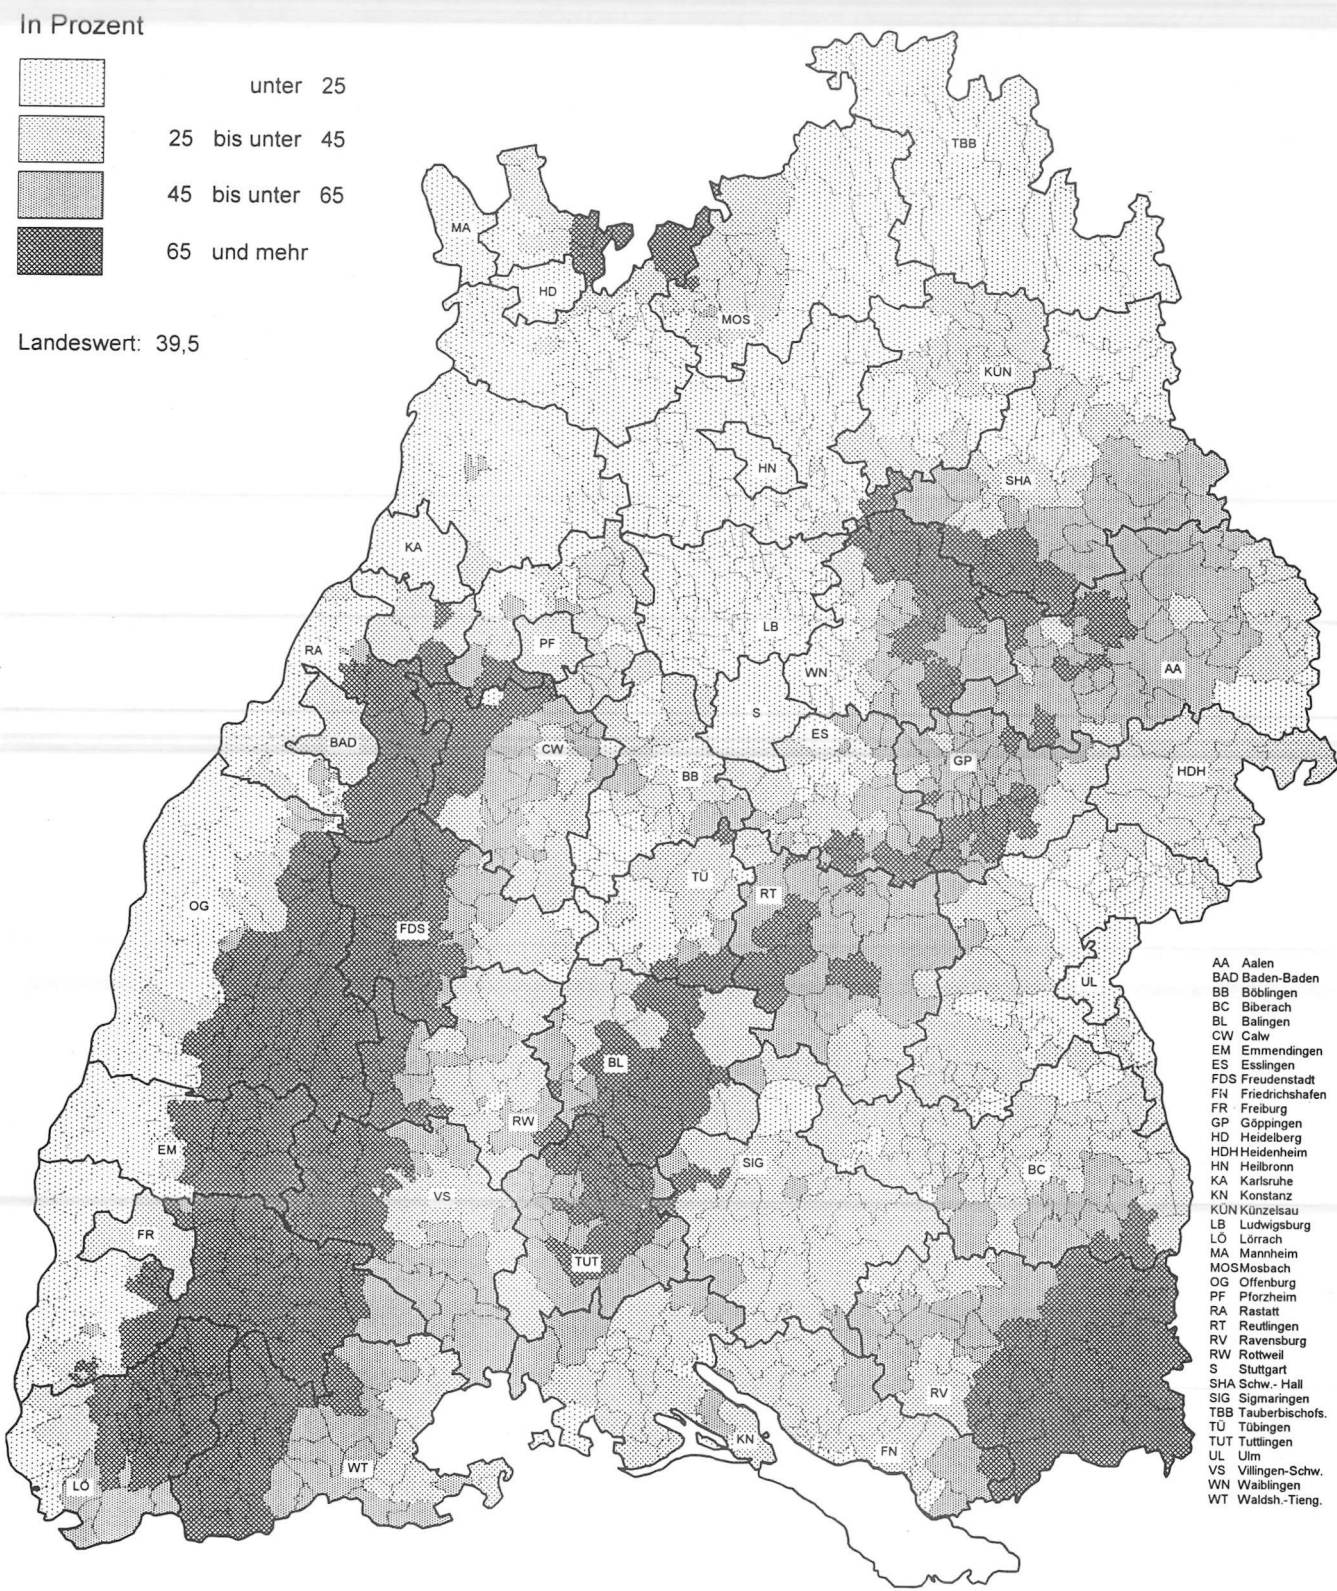 In Prozent
unter 25
25 bis unter 45
45 bis unter 65
65 und mehr
Landeswert: 39,5
TBB
MA
HD
MOS
KÜN
HN
SHA
KA
LB
PF
RA
WN
AA
S
BAD
CW
ES
GP
BB
HDH
TÜ
RT
OG
FDS
UL
BL
RW
EM
SIG
BC
VS
FR
TUT
RV
KN
FN
WT
LÖ
AA Aalen
BAD Baden-Baden
BB Böblingen
BC Biberach
BL Balingen
CW Calw
EM Emmendingen
ES Esslingen
FDS Freudenstadt
FN Friedrichshafen
FR Freiburg
GP Göppingen
HD Heidelberg
HDH Heidenheim
HN Heilbronn
KA Karlsruhe
KN Konstanz
KÜN Künzelsau
LB Ludwigsburg
LÖ Lörrach
MA Mannheim
MOS Mosbach
OG Offenburg
PF Pforzheim
RA Rastatt
RT Reutlingen
RV Ravensburg
RW Rottweil
S Stuttgart
SHA Schw.- Hall
SIG Sigmaringen
TBB Tauberbischofs.
TÜ Tübingen
TUT Tuttlingen
UL Ulm
VS Villingen-Schw.
WN Waiblingen
WT Waldsh.-Tieng.